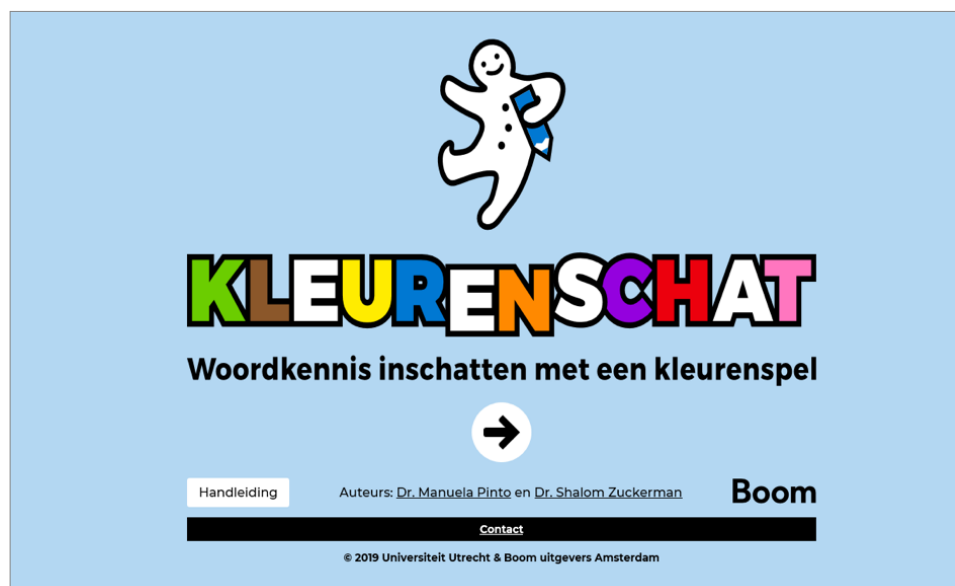 KLEURENSCHAT
Woordkennis inschatten met een kleurenspel
Handleiding
Auteurs: Dr. Manuela Pinto en Dr. Shalom Zuckerman
Boom
Contact
© 2019 Universiteit Utrecht & Boom uitgevers Amsterdam